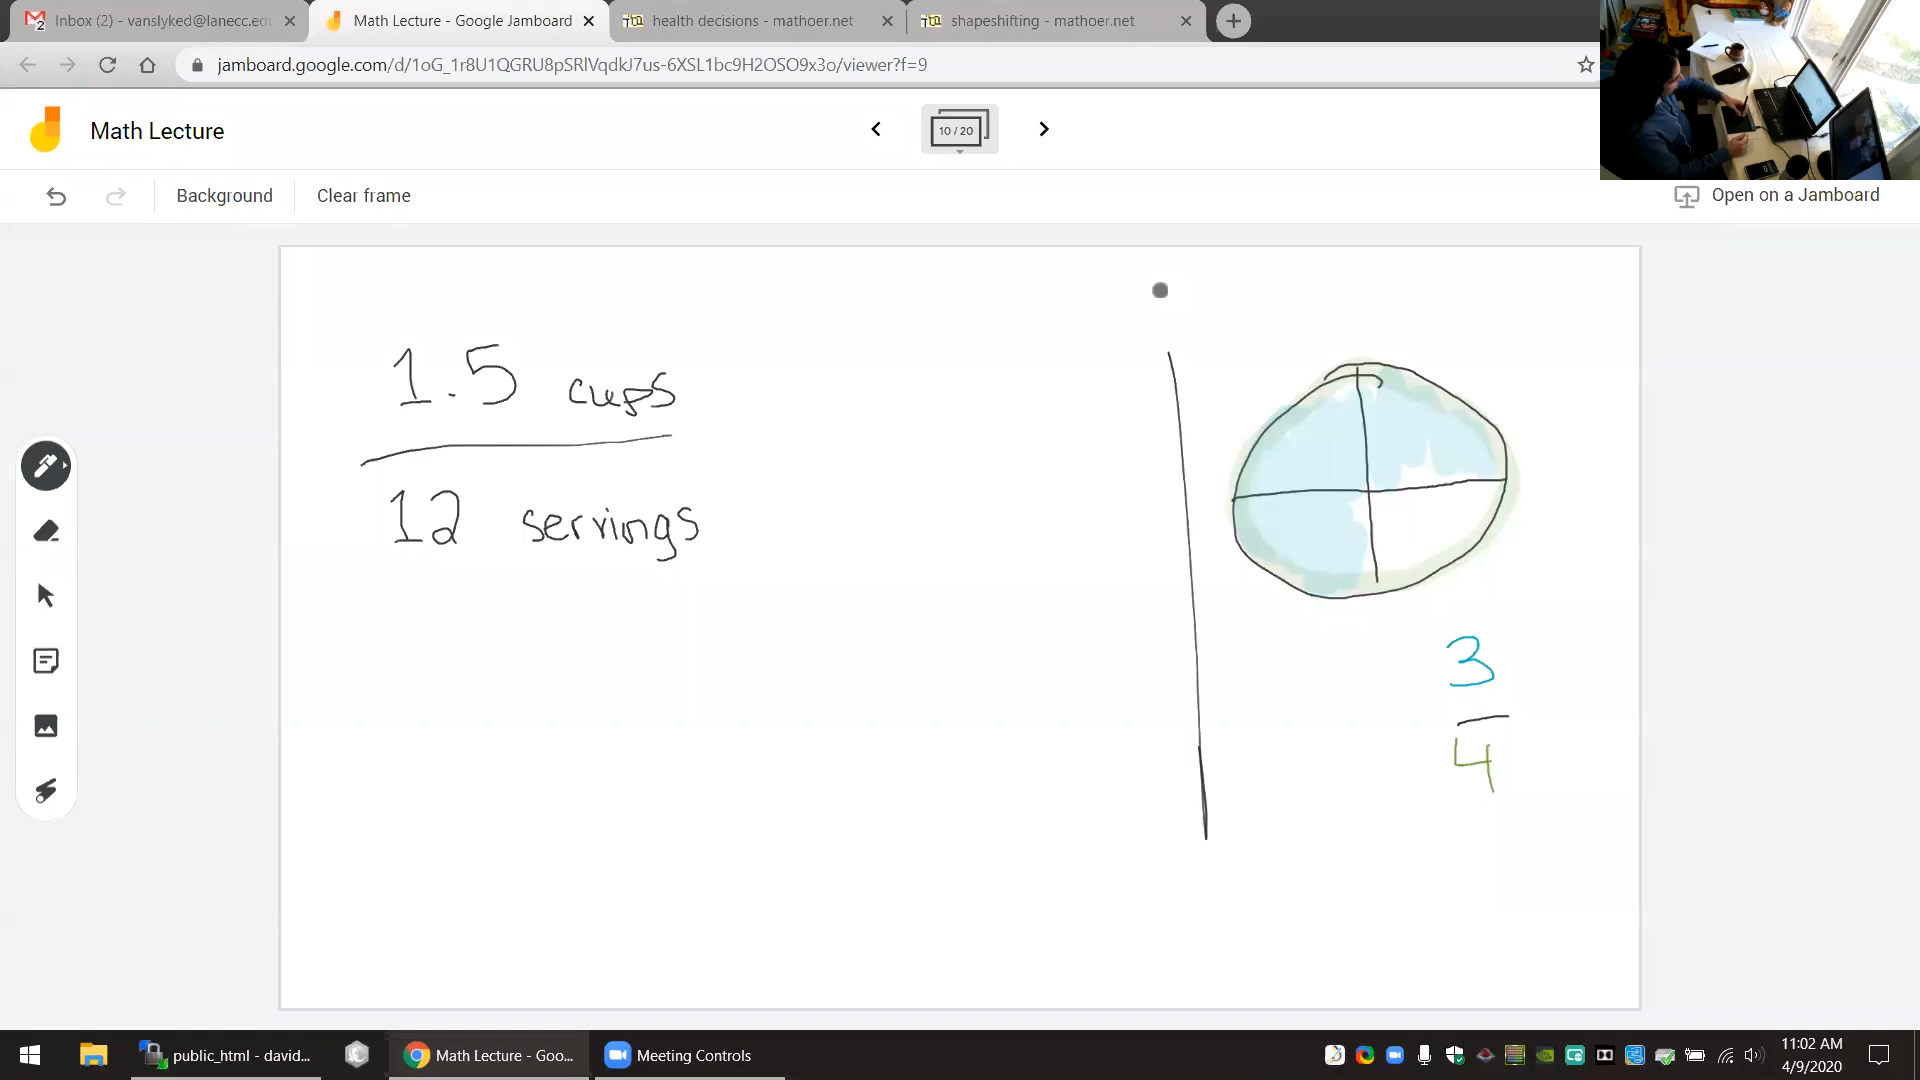 Inbox (2) - vanslyked@lanecc.edu
Math Lecture - Google Jamboard
health decisions - mathoer.net
shapeshifting - mathoer.net
jamboard.google.com/d/1oG_1r8U1QGRU8pSRlVqdkJ7us-6XSL1bc9H2OSO9x3o/viewer?f=9
Math Lecture
10 / 20
Background
Clear frame
Open on a Jamboard
1.5 cups
12 servings
3
4
public_html - david...
Math Lecture - Goo...
Meeting Controls
11:02 AM
4/9/2020